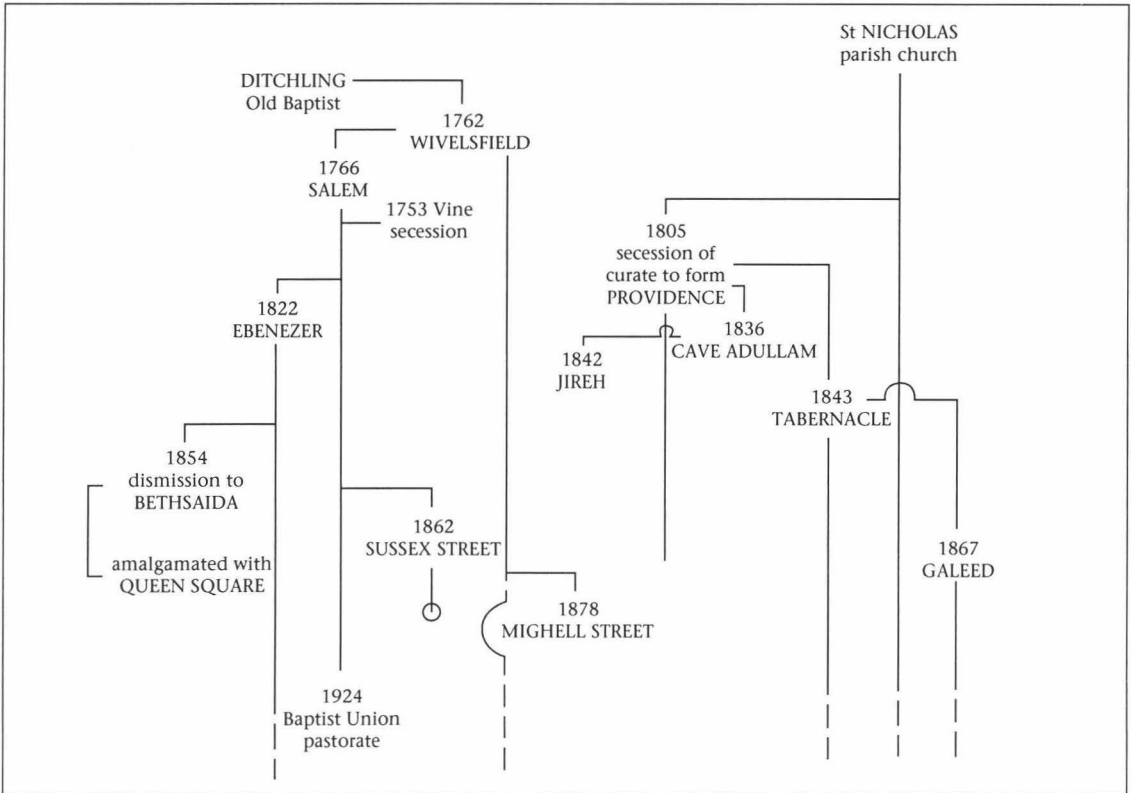 St NICHOLAS
parish church
DITCHLING
Old Baptist
1762
WIVELSFIELD
1766
SALEM
1753 Vine
secession
1805
secession of
curate to form
PROVIDENCE
1822
EBENEZER
1836
CAVE ADULLAM
1842
JIREH
1843
TABERNACLE
1854
dismission to
BETHSAIDA
amalgamated with
QUEEN SQUARE
1862
SUSSEX STREET
1867
GALEED
1878
MIGHELL STREET
1924
Baptist Union
pastorate